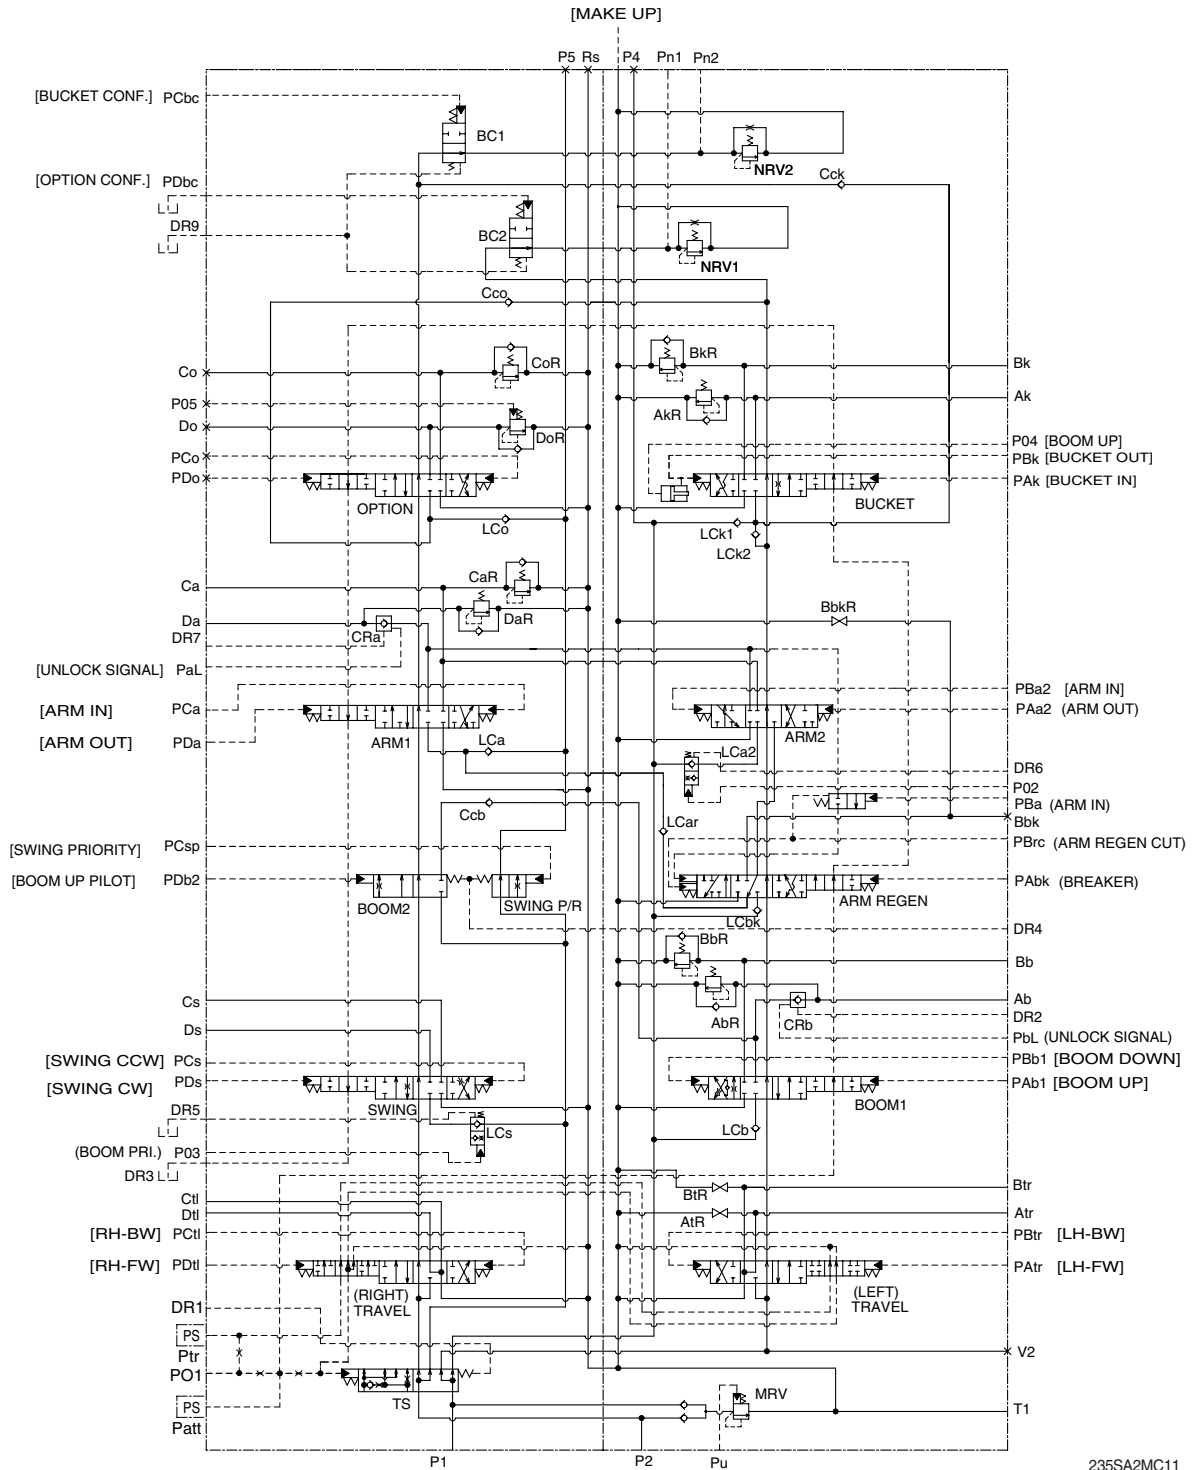 [MAKE UP]
P5 Rs P4 Pn1 Pn2
[BUCKET CONF.] PCbc
BC1
NRV2
Cck
[OPTION CONF.] PDbc
DR9
BC2
NRV1
Cco
CoR
BkR
Co
Bk
P05
AkR
Ak
Do
DoR
P04 [BOOM UP]
PCo
PBk [BUCKET OUT]
PDo
PAk [BUCKET IN]
OPTION
BUCKET
LCo
LCk1
LCk2
CaR
Ca
Da
DaR
BbkR
DR7
CRa
[UNLOCK SIGNAL] PaL
PBa2 [ARM IN]
[ARM IN] PCa
PAa2 (ARM OUT)
[ARM OUT] PDa
ARM1
LCa
LCa2
ARM2
DR6
P02
PBa (ARM IN)
Ccb
LCar
Bbk
PBrc (ARM REGEN CUT)
[SWING PRIORITY] PCsp
[BOOM UP PILOT] PDb2
PAbk (BREAKER)
BOOM2
SWING P/R
ARM REGEN
LCbk
DR4
BbR
Bb
Cs
Ab
AbR
CRb
DR2
Ds
PbL (UNLOCK SIGNAL)
[SWING CCW] PCs
PBb1 [BOOM DOWN]
[SWING CW] PDs
PAb1 [BOOM UP]
SWING
BOOM1
DR5
LCs
LCb
(BOOM PRI.) P03
DR3
Ctl
BtR
Btr
Dtl
AtR
Atr
[RH-BW] PCtl
PBtr [LH-BW]
[RH-FW] PDtl
PAtr [LH-FW]
(RIGHT)
TRAVEL
(LEFT)
TRAVEL
DR1
PS
Ptr
V2
PO1
TS
MRV
PS
Patt
T1
P1 P2 Pu
235SA2MC11